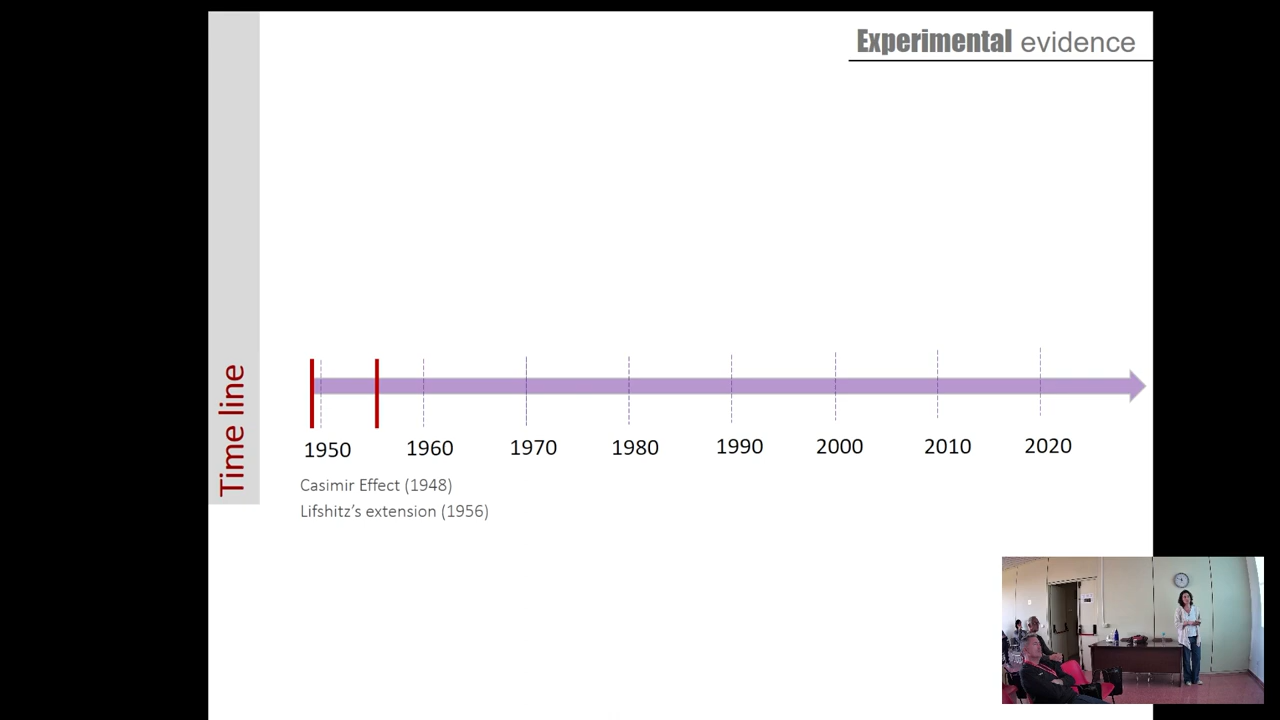 Experimental evidence
Time line
1950 1960 1970 1980 1990 2000 2010 2020
Casimir Effect (1948)
Lifshitz’s extension (1956)